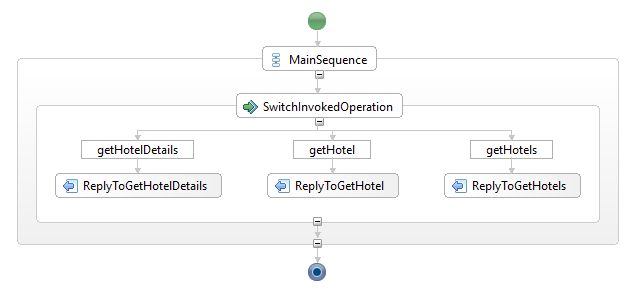 MainSequence
SwitchInvokedOperation
getHotelDetails
getHotel
getHotels
ReplyToGetHotelDetails
ReplyToGetHotel
ReplyToGetHotels